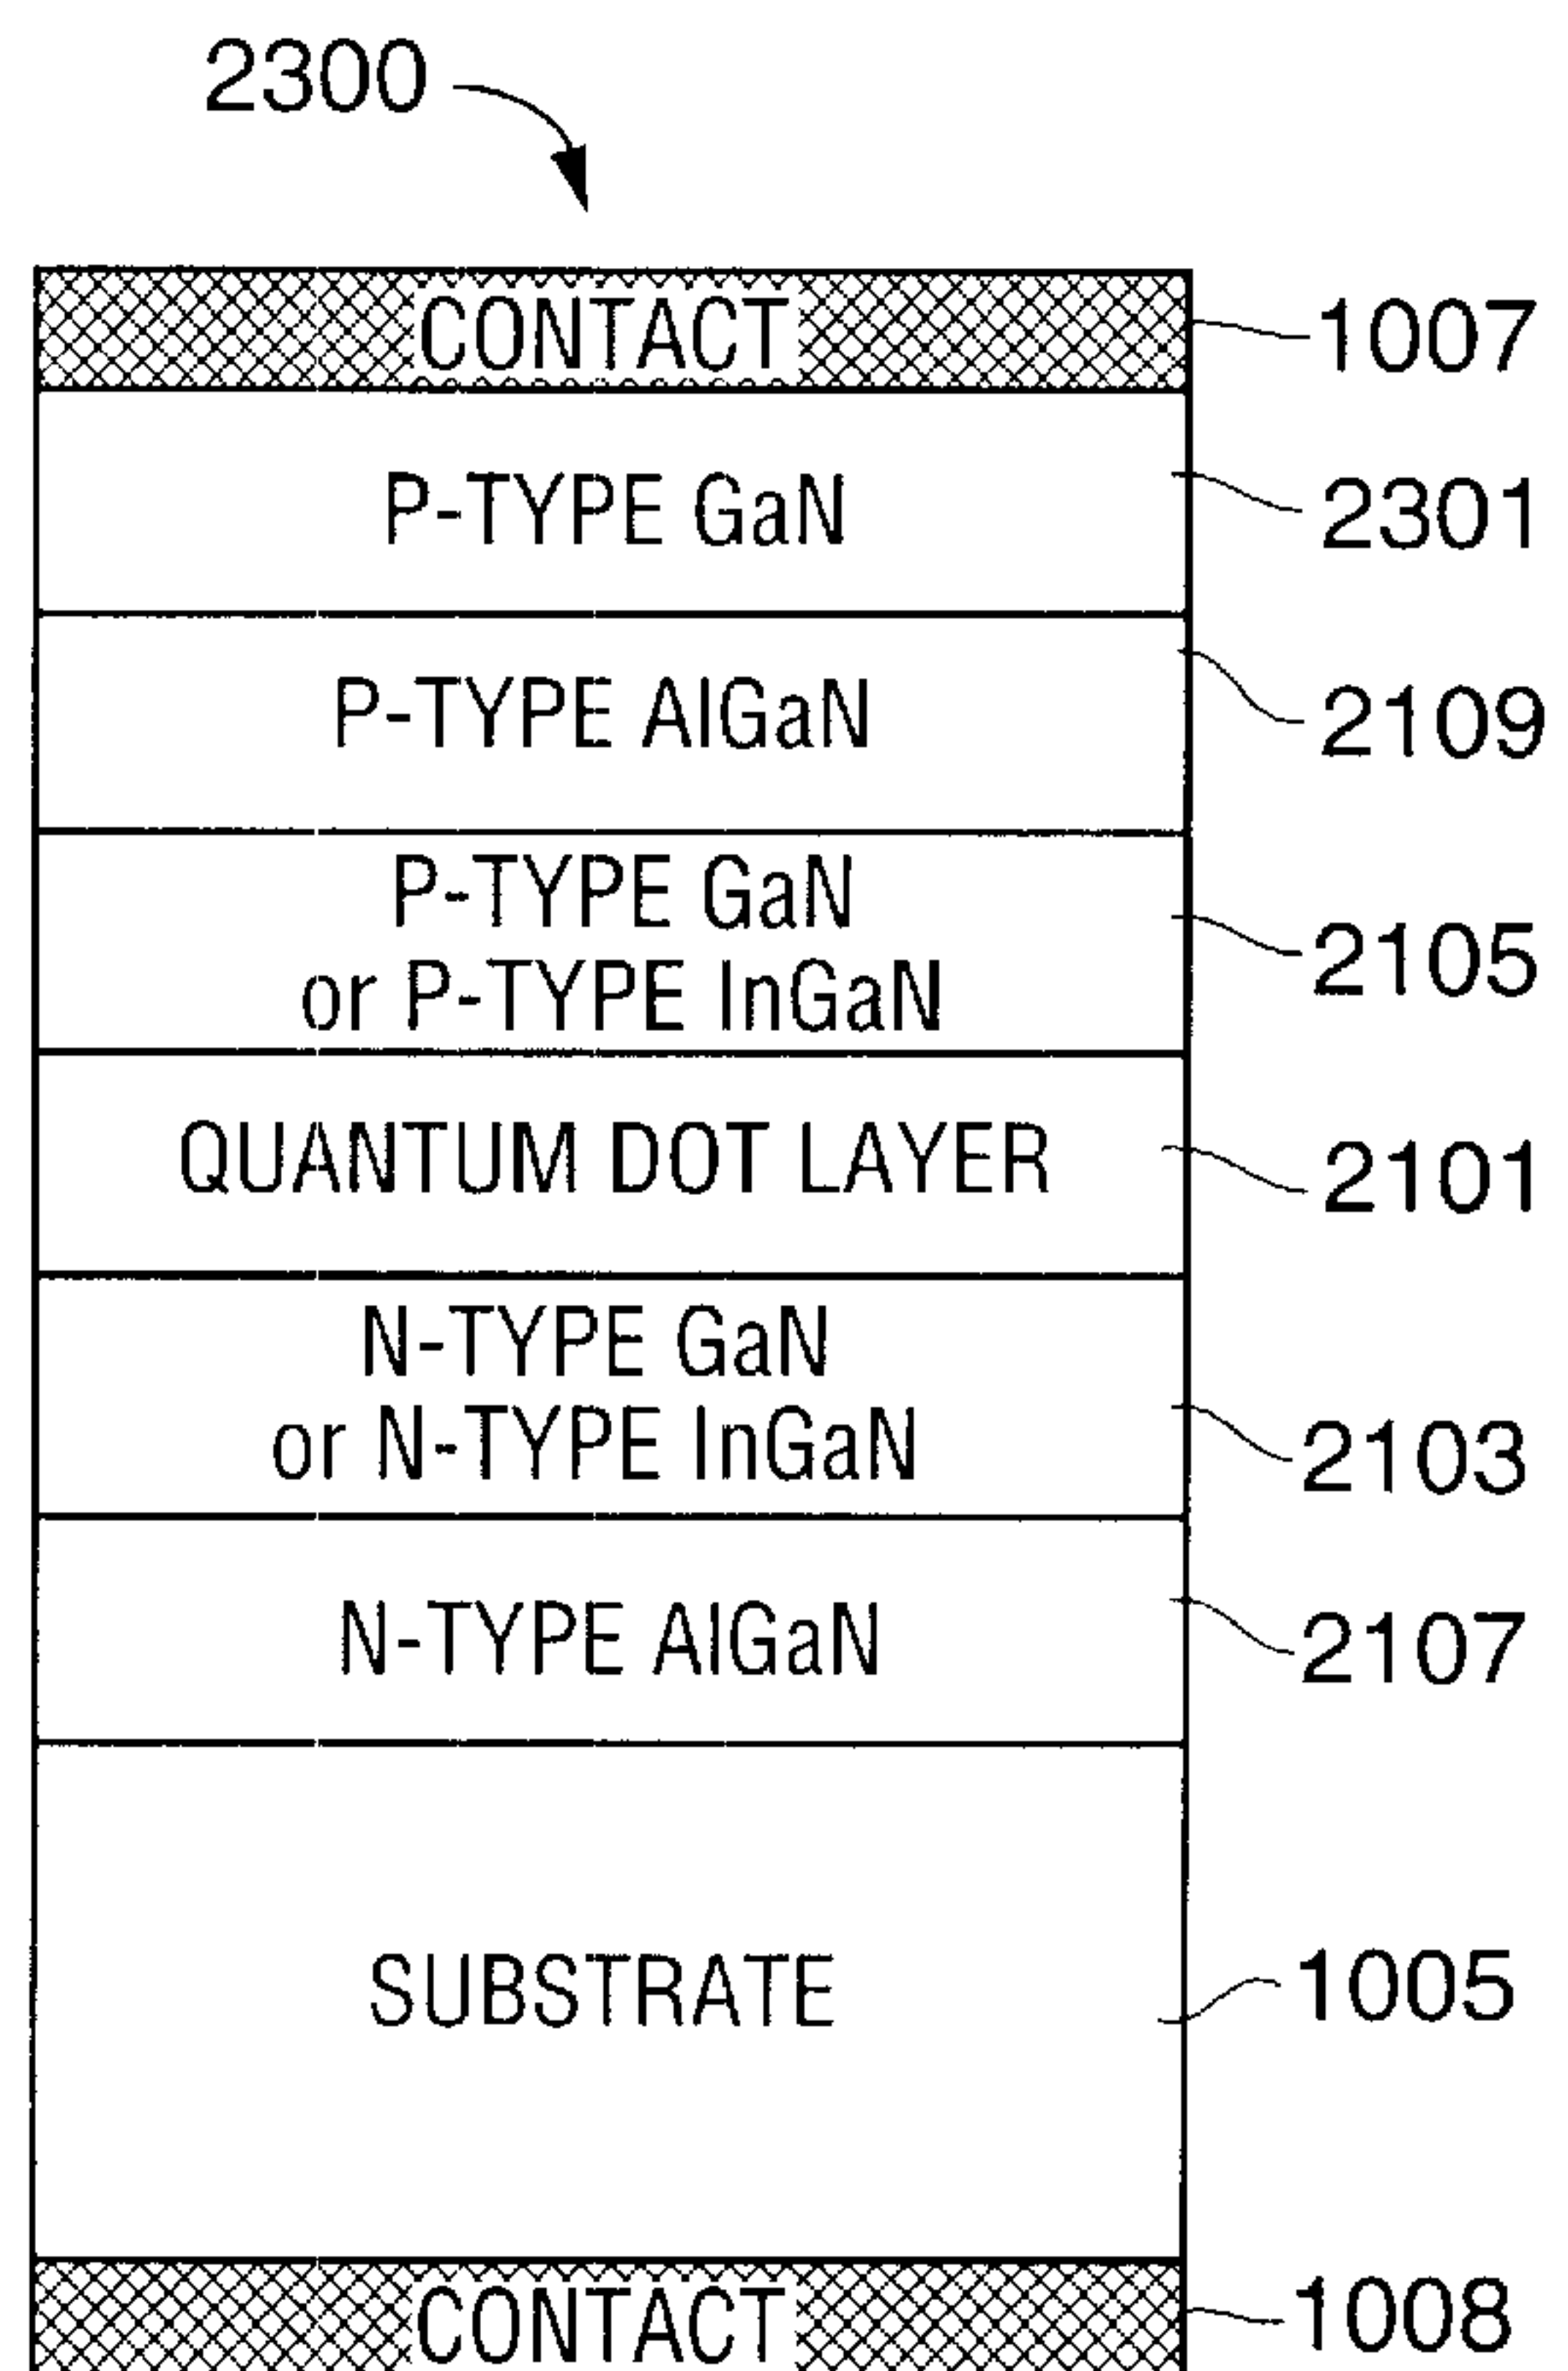 2300
CONTACT
1007
P-TYPE GaN
2301
P-TYPE AlGaN
2109
P-TYPE GaN
or P-TYPE InGaN
2105
QUANTUM DOT LAYER
2101
N-TYPE GaN
or N-TYPE InGaN
2103
N-TYPE AlGaN
2107
SUBSTRATE
1005
CONTACT
1008